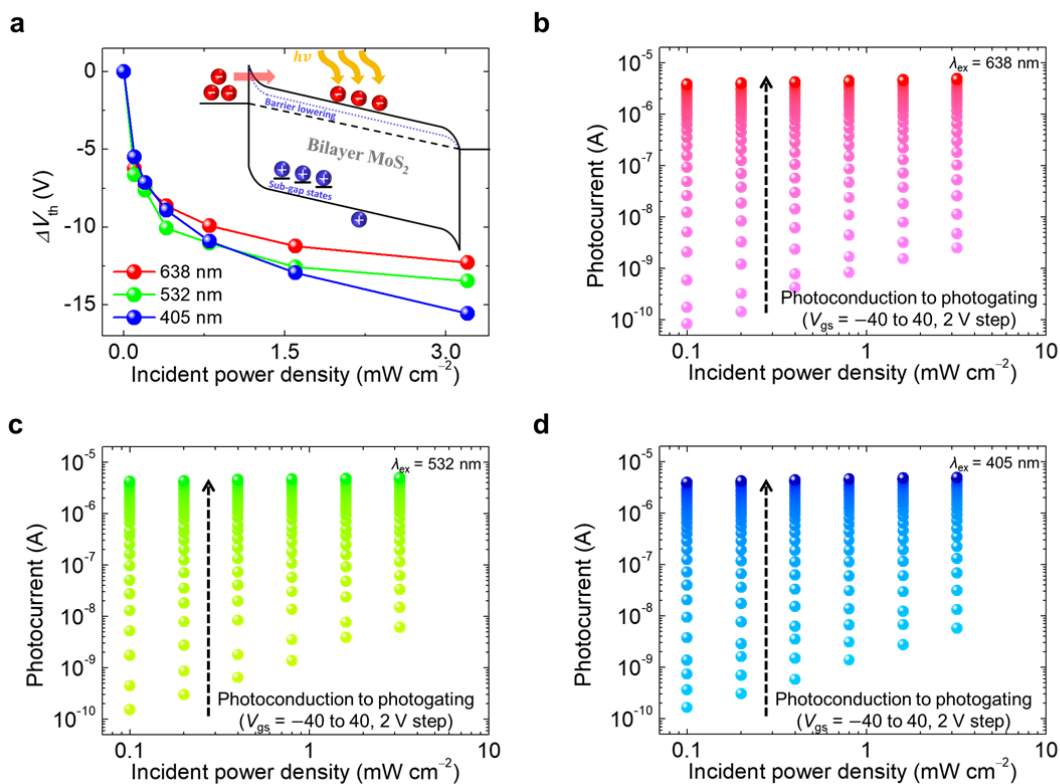 a
0
−5
−10
−15
ΔVth (V)
hν
Barrier lowering
Bilayer MoS2
Sub-gap states
638 nm
532 nm
405 nm
0.0 1.5 3.0
Incident power density (mW cm−2)
b
λex = 638 nm
10−5
10−6
10−7
10−8
10−9
10−10
Photocurrent (A)
Photoconduction to photogating
(Vgs = −40 to 40, 2 V step)
0.1 1 10
Incident power density (mW cm−2)
c
λex = 532 nm
10−5
10−6
10−7
10−8
10−9
10−10
Photocurrent (A)
Photoconduction to photogating
(Vgs = −40 to 40, 2 V step)
0.1 1 10
Incident power density (mW cm−2)
d
λex = 405 nm
10−5
10−6
10−7
10−8
10−9
10−10
Photocurrent (A)
Photoconduction to photogating
(Vgs = −40 to 40, 2 V step)
0.1 1 10
Incident power density (mW cm−2)